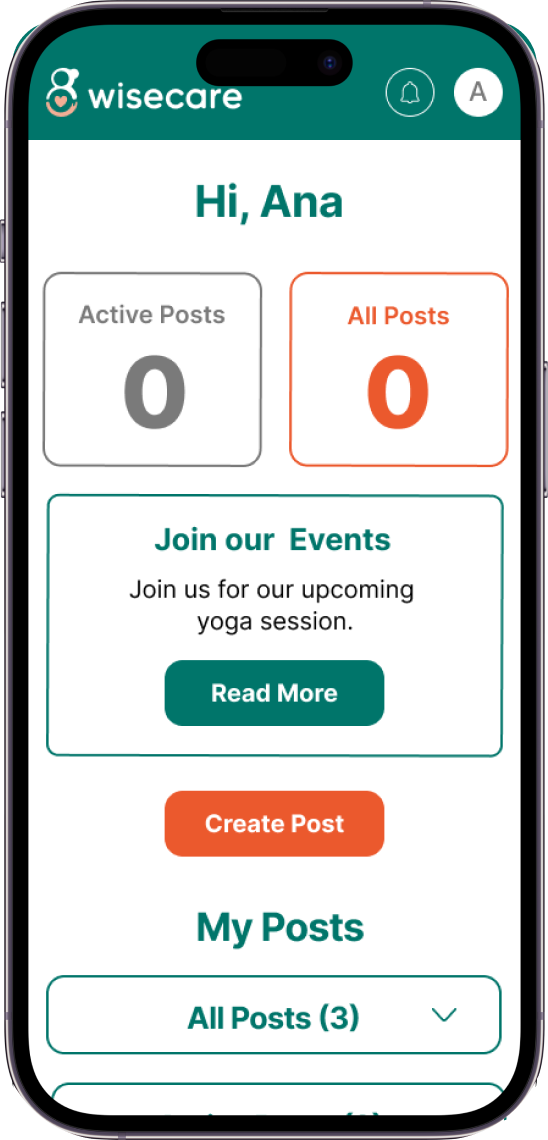 wisecare
A
Hi, Ana
Active Posts
0
All Posts
0
Join our Events
Join us for our upcoming
yoga session.
Read More
Create Post
My Posts
All Posts (3)